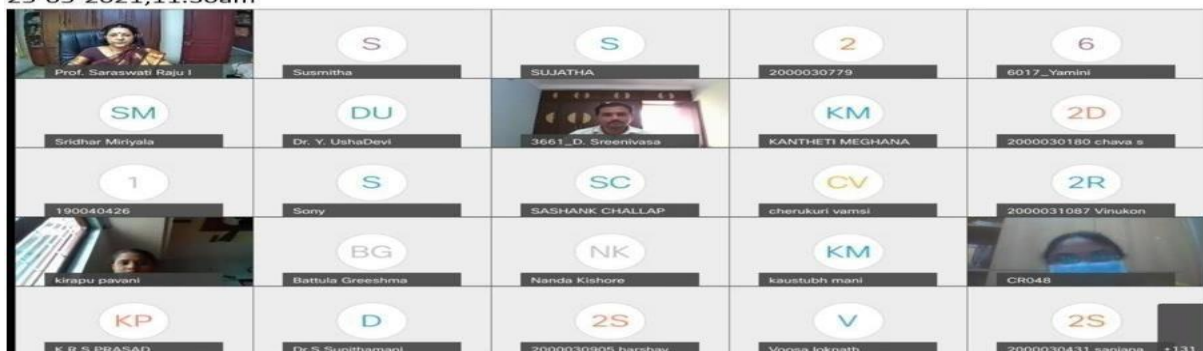 S S 2 6
Prof. Saraswati Raju I Susmitha SUJATHA 2000030779 6017_Yamini
SM DU KM 2D
Sridhar Miriyala Dr. Y. UshaDevi 3661_D. Sreenivasa KANTHETI MEGHANA 2000030180 chava s
1 S SC CV 2R
190040426 Sony SASHANK CHALLAP cherukuri vamsi 2000031087 Vinukon
BG NK KM
kirapu pavani Battula Greeshma Nanda Kishore kaustubh mani CR048
KP D 2S V 2S
K R S PRASAD Dr S Sunithamani 2000030905 harshav Voosa loknath 2000030431 sanjana +131